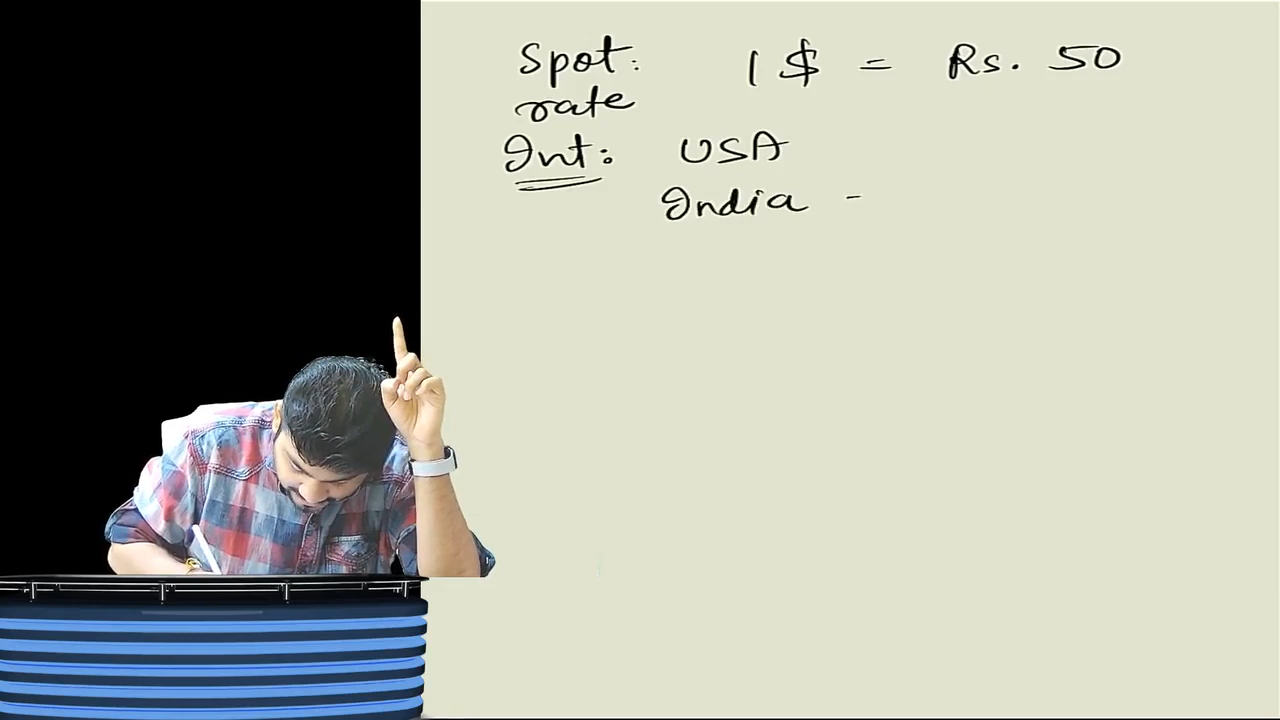 Spot: 1 $ = Rs. 50
rate
Int: USA
India -